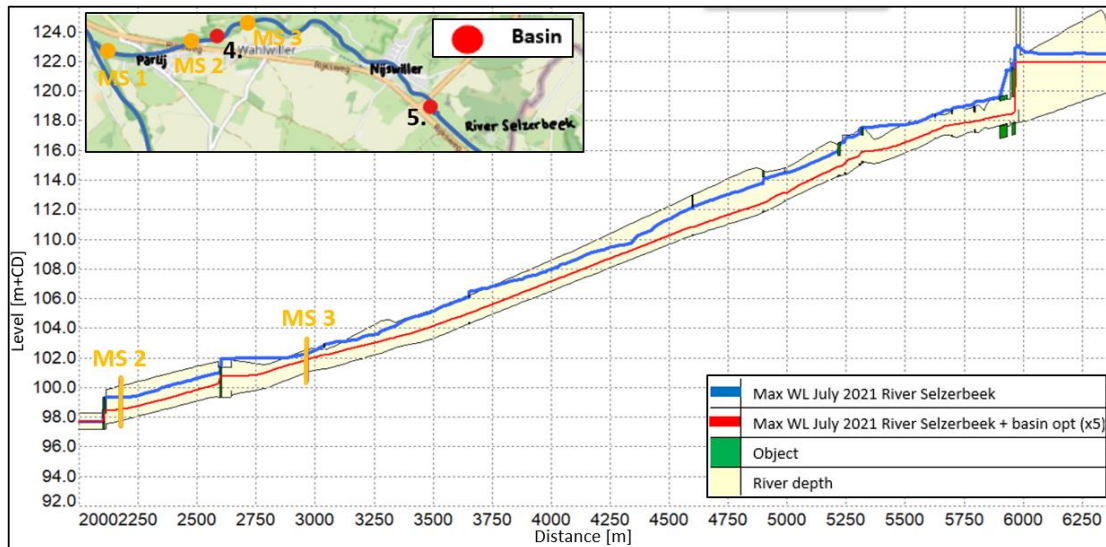 124.0
122.0
120.0
118.0
116.0
114.0
112.0
110.0
108.0
106.0
104.0
102.0
100.0
98.0
96.0
94.0
92.0
Level [m+CD]
MS 1
Partij
MS 2
4.
Wahlwiller
MS 3
Rijksweg
Nijswiller
5.
Rijksweg
River Selzerbeek
Basin
MS 2
MS 3
Max WL July 2021 River Selzerbeek
Max WL July 2021 River Selzerbeek + basin opt (x5)
Object
River depth
2000 2250 2500 2750 3000 3250 3500 3750 4000 4250 4500 4750 5000 5250 5500 5750 6000 6250
Distance [m]